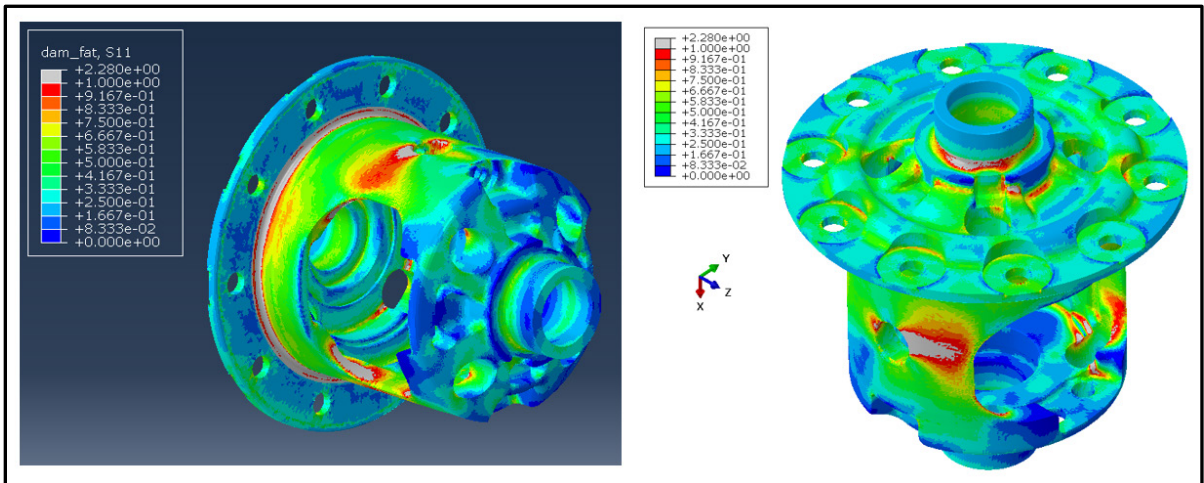 dam_fat, S11
+2.280e+00
+1.000e+00
+9.167e-01
+8.333e-01
+7.500e-01
+6.667e-01
+5.833e-01
+5.000e-01
+4.167e-01
+3.333e-01
+2.500e-01
+1.667e-01
+8.333e-02
+0.000e+00
+2.280e+00
+1.000e+00
+9.167e-01
+8.333e-01
+7.500e-01
+6.667e-01
+5.833e-01
+5.000e-01
+4.167e-01
+3.333e-01
+2.500e-01
+1.667e-01
+8.333e-02
+0.000e+00
Y
Z
X